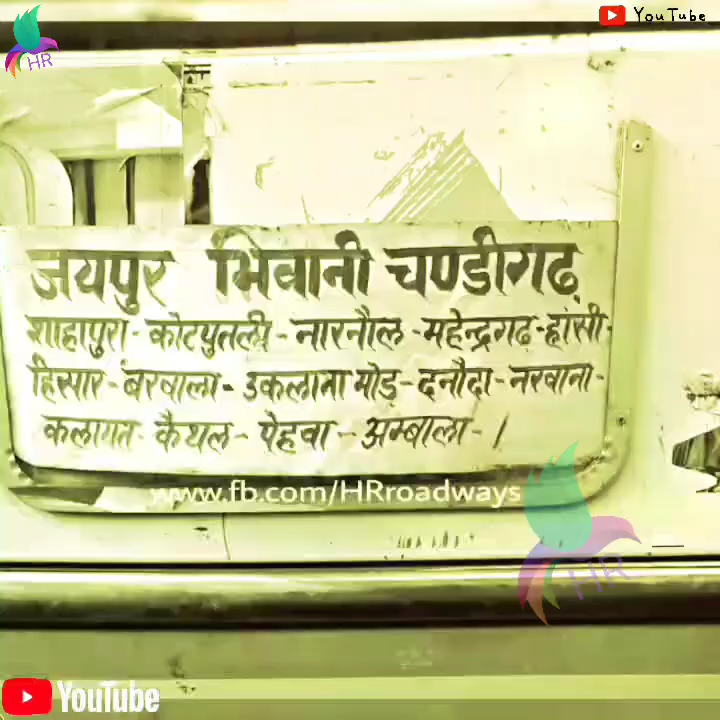 HR
YouTube
जयपुर भिवानी चण्डीगढ़
शाहापुरा - कोटपुतली - नारनौल - महेन्द्रगढ - हांसी -
हिसार - बरवाला - उकलाना मोड़ - दनौदा - नरवाना -
कलायत - कैथल - पेहवा - अम्बाला - ।
www.fb.com/HRroadways
HR
YouTube